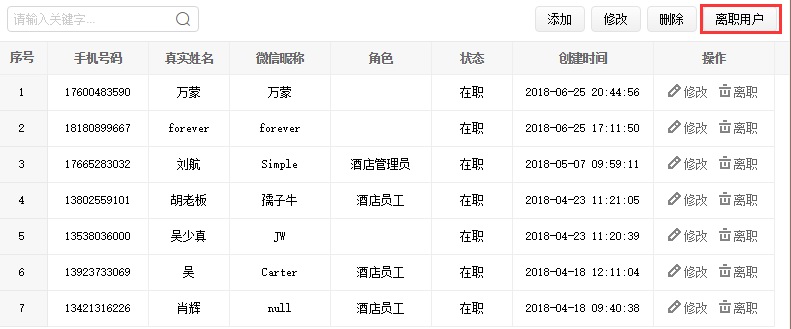 请输入关键字... 添加 修改 删除 离职用户
序号 手机号码 真实姓名 微信昵称 角色 状态 创建时间 操作
1 17600483590 万蒙 万蒙 在职 2018-06-25 20:44:56 修改 离职
2 18180899667 forever forever 在职 2018-06-25 17:11:50 修改 离职
3 17665283032 刘航 Simple 酒店管理员 在职 2018-05-07 09:59:11 修改 离职
4 13802559101 胡老板 孺子牛 酒店员工 在职 2018-04-23 11:21:05 修改 离职
5 13538036000 吴少真 JW 在职 2018-04-23 11:20:39 修改 离职
6 13923733069 吴 Carter 酒店员工 在职 2018-04-18 12:11:04 修改 离职
7 13421316226 肖辉 null 酒店员工 在职 2018-04-18 09:40:38 修改 离职